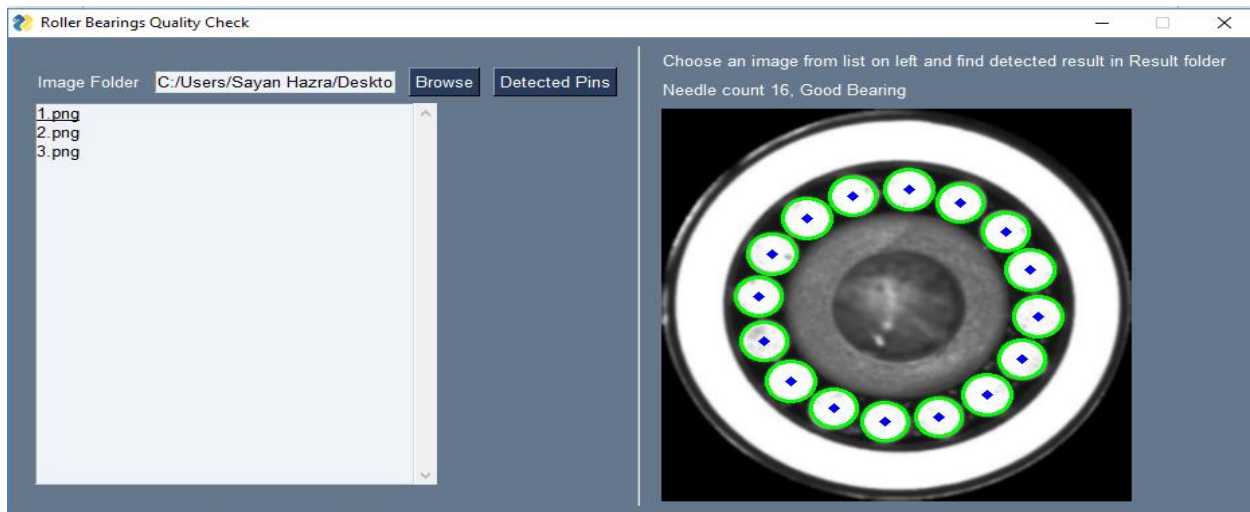 Roller Bearings Quality Check
Image Folder C:/Users/Sayan Hazra/Deskto Browse Detected Pins
1.png
2.png
3.png
Choose an image from list on left and find detected result in Result folder
Needle count 16, Good Bearing